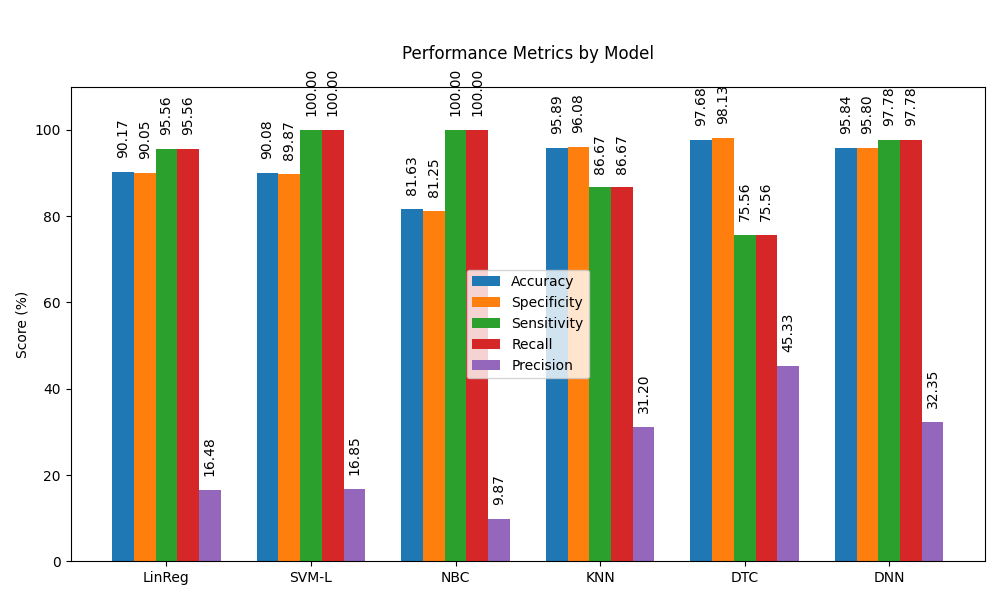 Performance Metrics by Model
Score (%)
100
80
60
40
20
0
90.17
90.05
95.56
95.56
16.48
90.08
89.87
100.00
100.00
16.85
81.63
81.25
100.00
100.00
9.87
95.89
96.08
86.67
86.67
31.20
97.68
98.13
75.56
75.56
45.33
95.84
95.80
97.78
97.78
32.35
Accuracy
Specificity
Sensitivity
Recall
Precision
LinReg
SVM-L
NBC
KNN
DTC
DNN